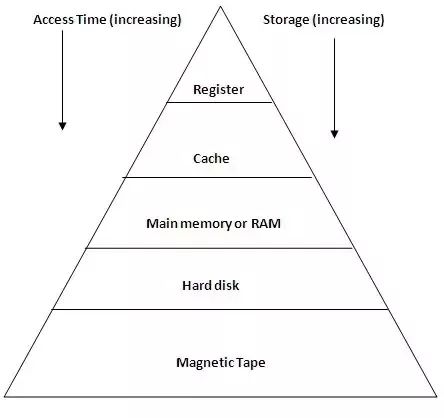 Access Time (increasing)
Storage (increasing)
Register
Cache
Main memory or RAM
Hard disk
Magnetic Tape